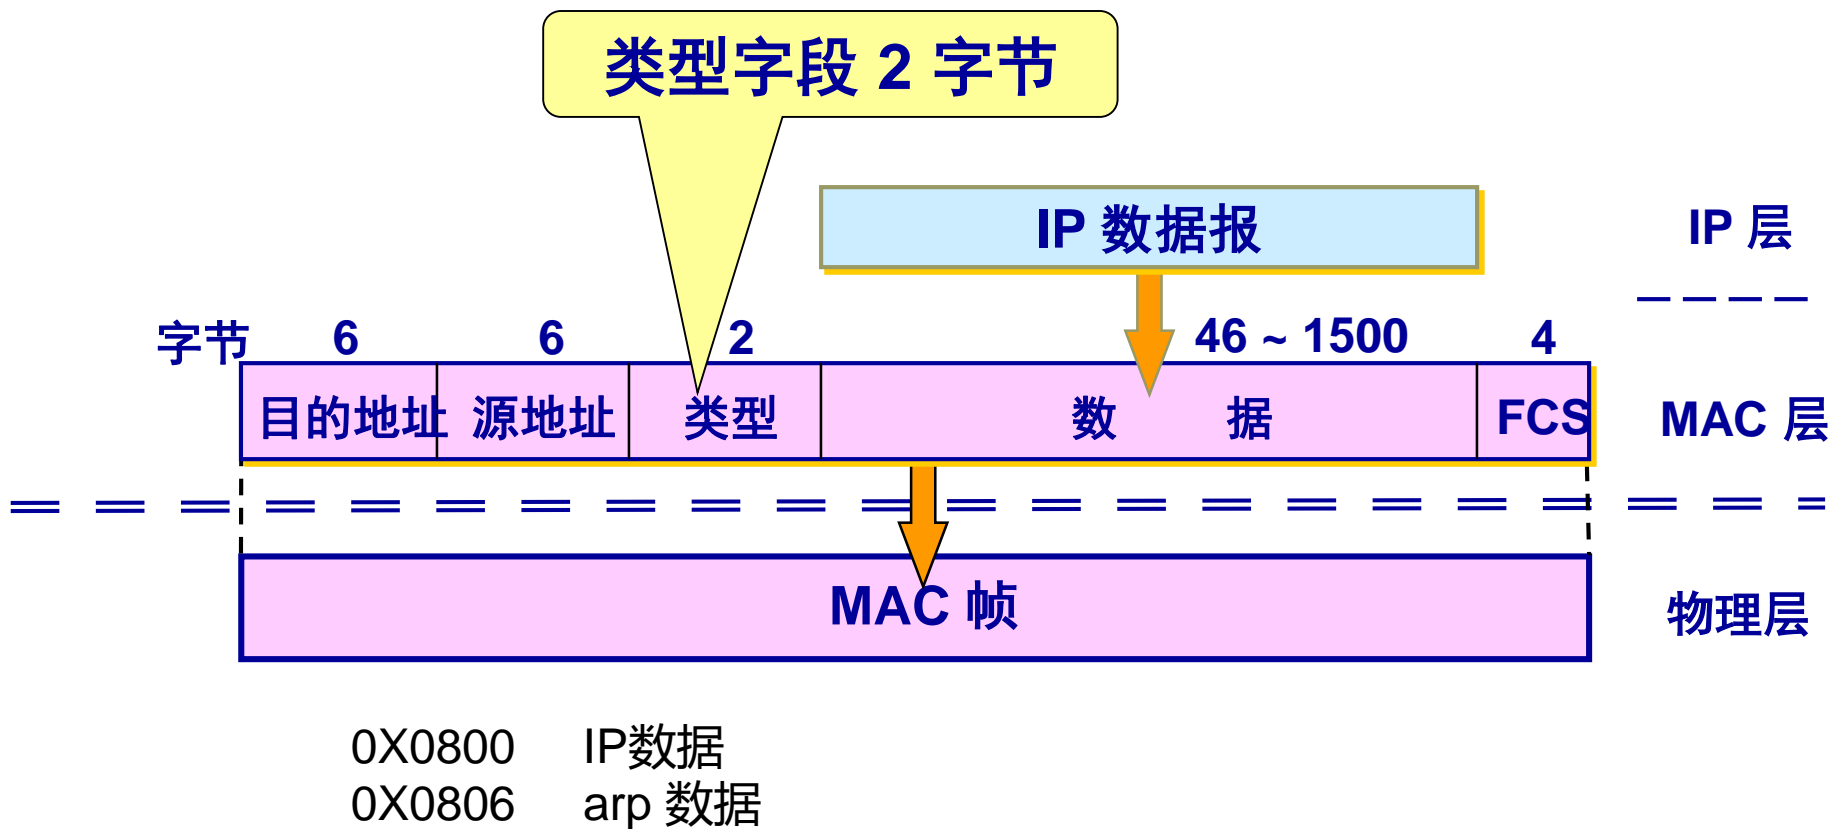 类型字段 2 字节
IP 数据报
IP 层
字节 6 6 2 46 ~ 1500 4
目的地址 源地址 类型 数 据 FCS
MAC 层
MAC 帧
物理层
0X0800 IP数据
0X0806 arp 数据